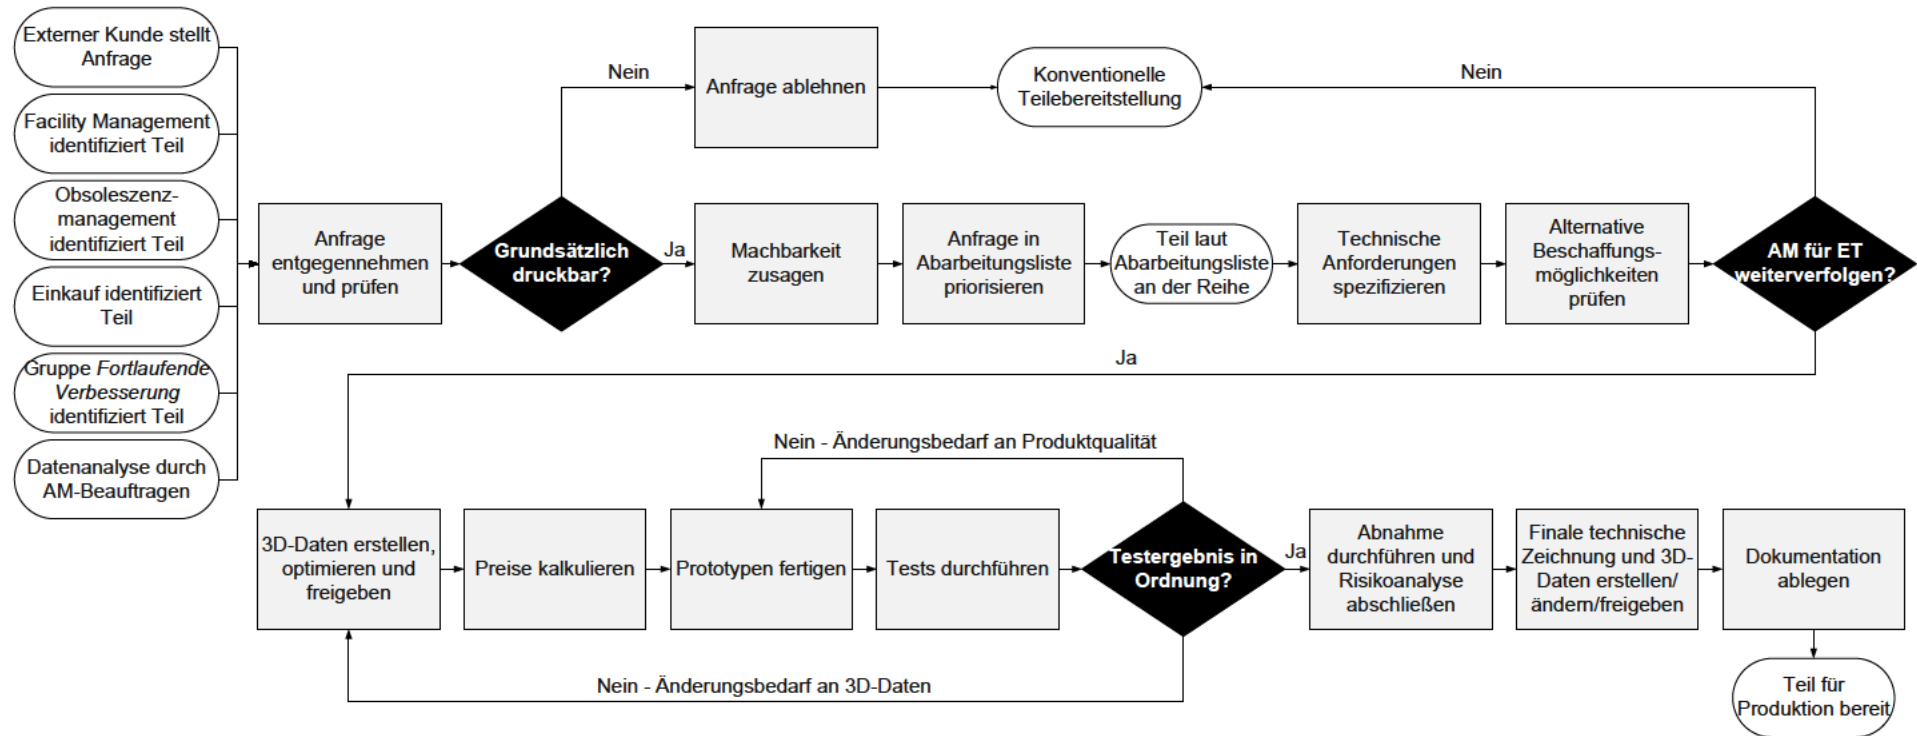 Externer Kunde stellt
Anfrage
Facility Management
identifiziert Teil
Obsoleszenz-
management
identifiziert Teil
Einkauf identifiziert
Teil
Gruppe Fortlaufende
Verbesserung
identifiziert Teil
Datenanalyse durch
AM-Beauftragen
Anfrage
entgegennehmen
und prüfen
Grundsätzlich
druckbar?
Nein
Anfrage ablehnen
Konventionelle
Teilebereitstellung
Nein
Ja
Machbarkeit
zusagen
Anfrage in
Abarbeitungsliste
priorisieren
Teil laut
Abarbeitungsliste
an der Reihe
Technische
Anforderungen
spezifizieren
Alternative
Beschaffungs-
möglichkeiten
prüfen
AM für ET
weiterverfolgen?
Ja
3D-Daten erstellen,
optimieren und
freigeben
Preise kalkulieren
Prototypen fertigen
Tests durchführen
Nein - Änderungsbedarf an Produktqualität
Testergebnis in
Ordnung?
Nein - Änderungsbedarf an 3D-Daten
Ja
Abnahme
durchführen und
Risikoanalyse
abschließen
Finale technische
Zeichnung und 3D-
Daten erstellen/
ändern/freigeben
Dokumentation
ablegen
Teil für
Produktion bereit